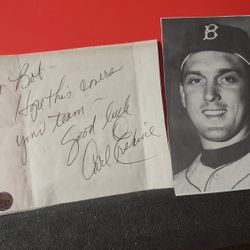 Bob -
Hope this covers
your team -
Good luck
Carl Erskine
B